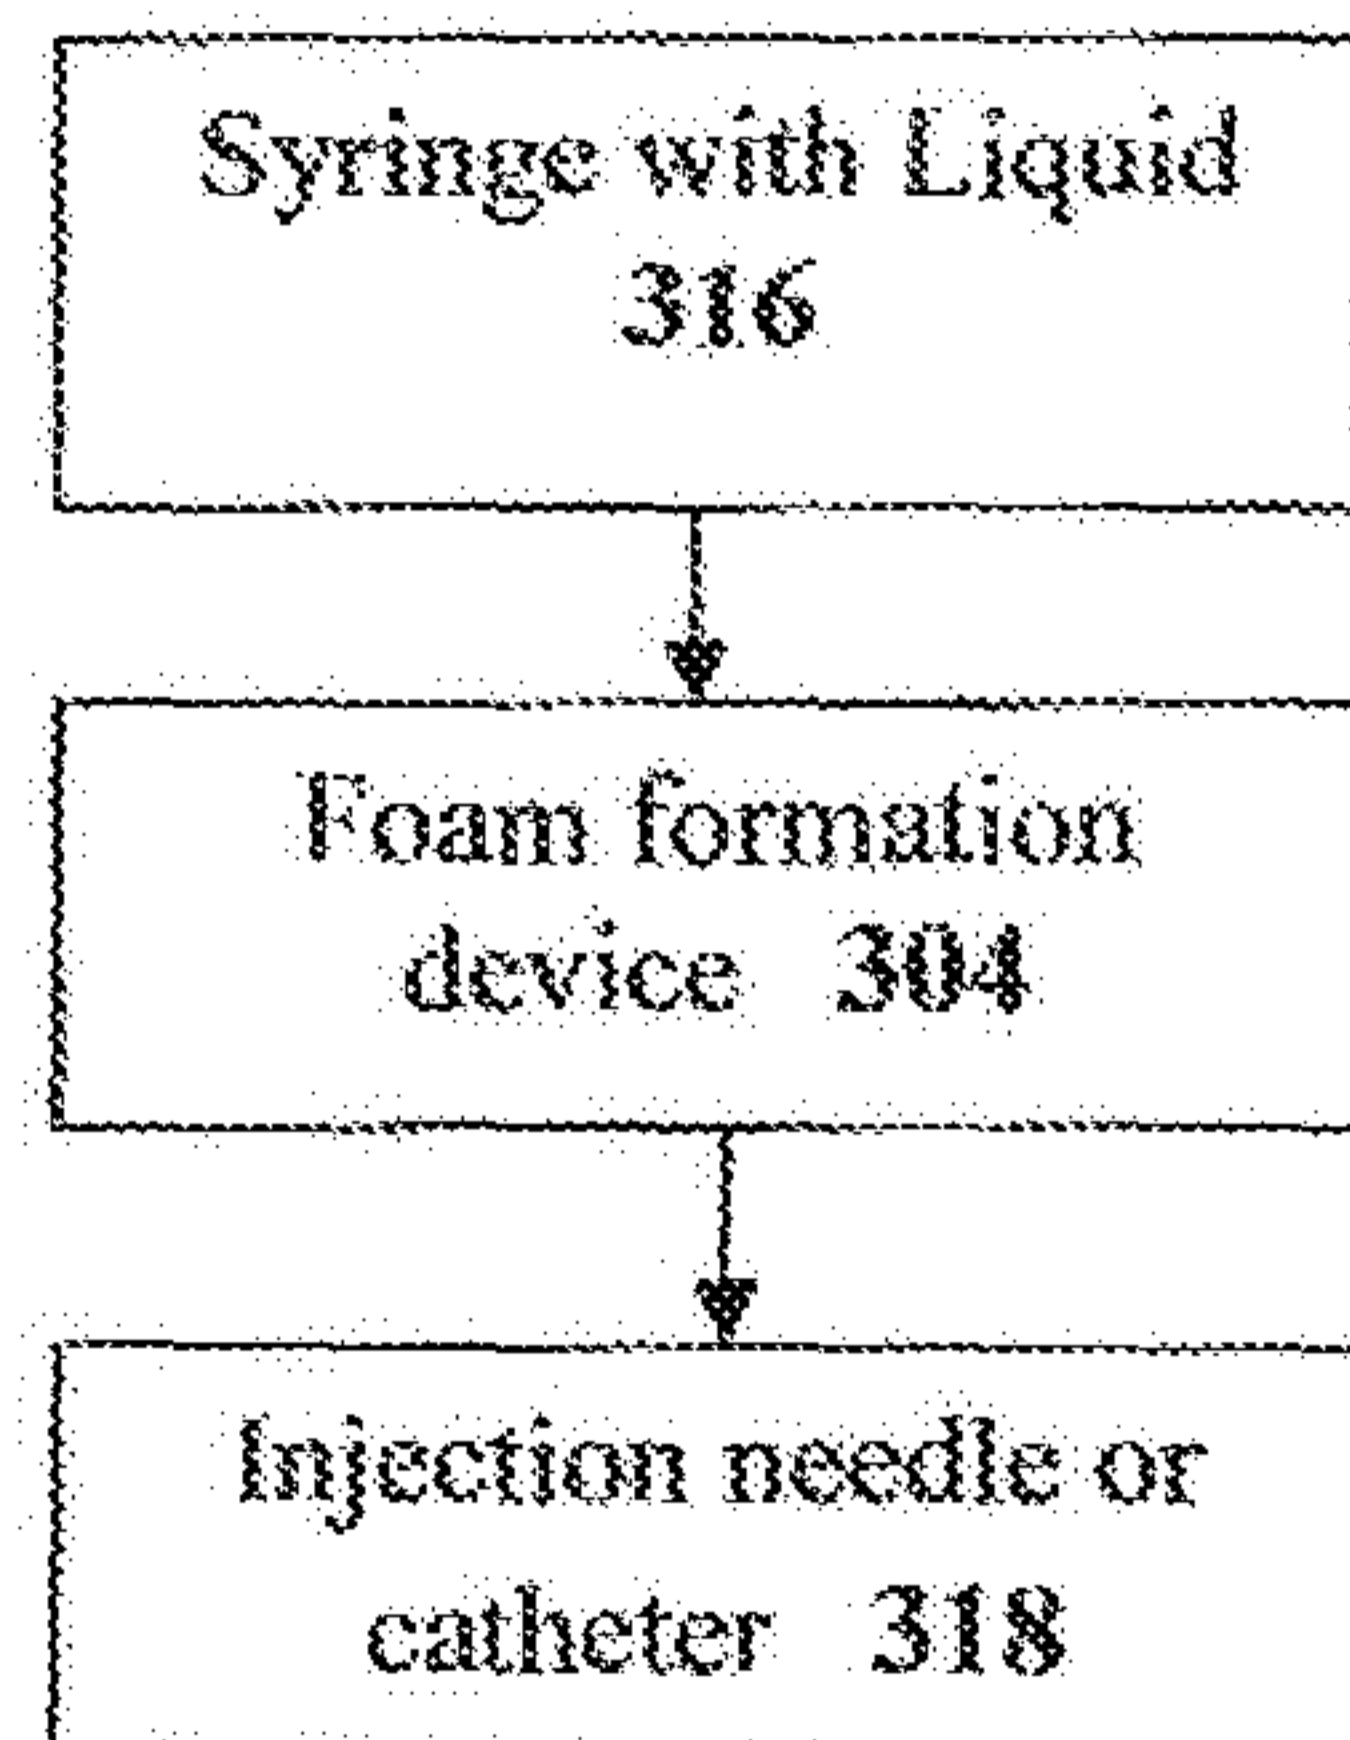 Syringe with Liquid
316
Foam formation
device 304
Injection needle or
catheter 318